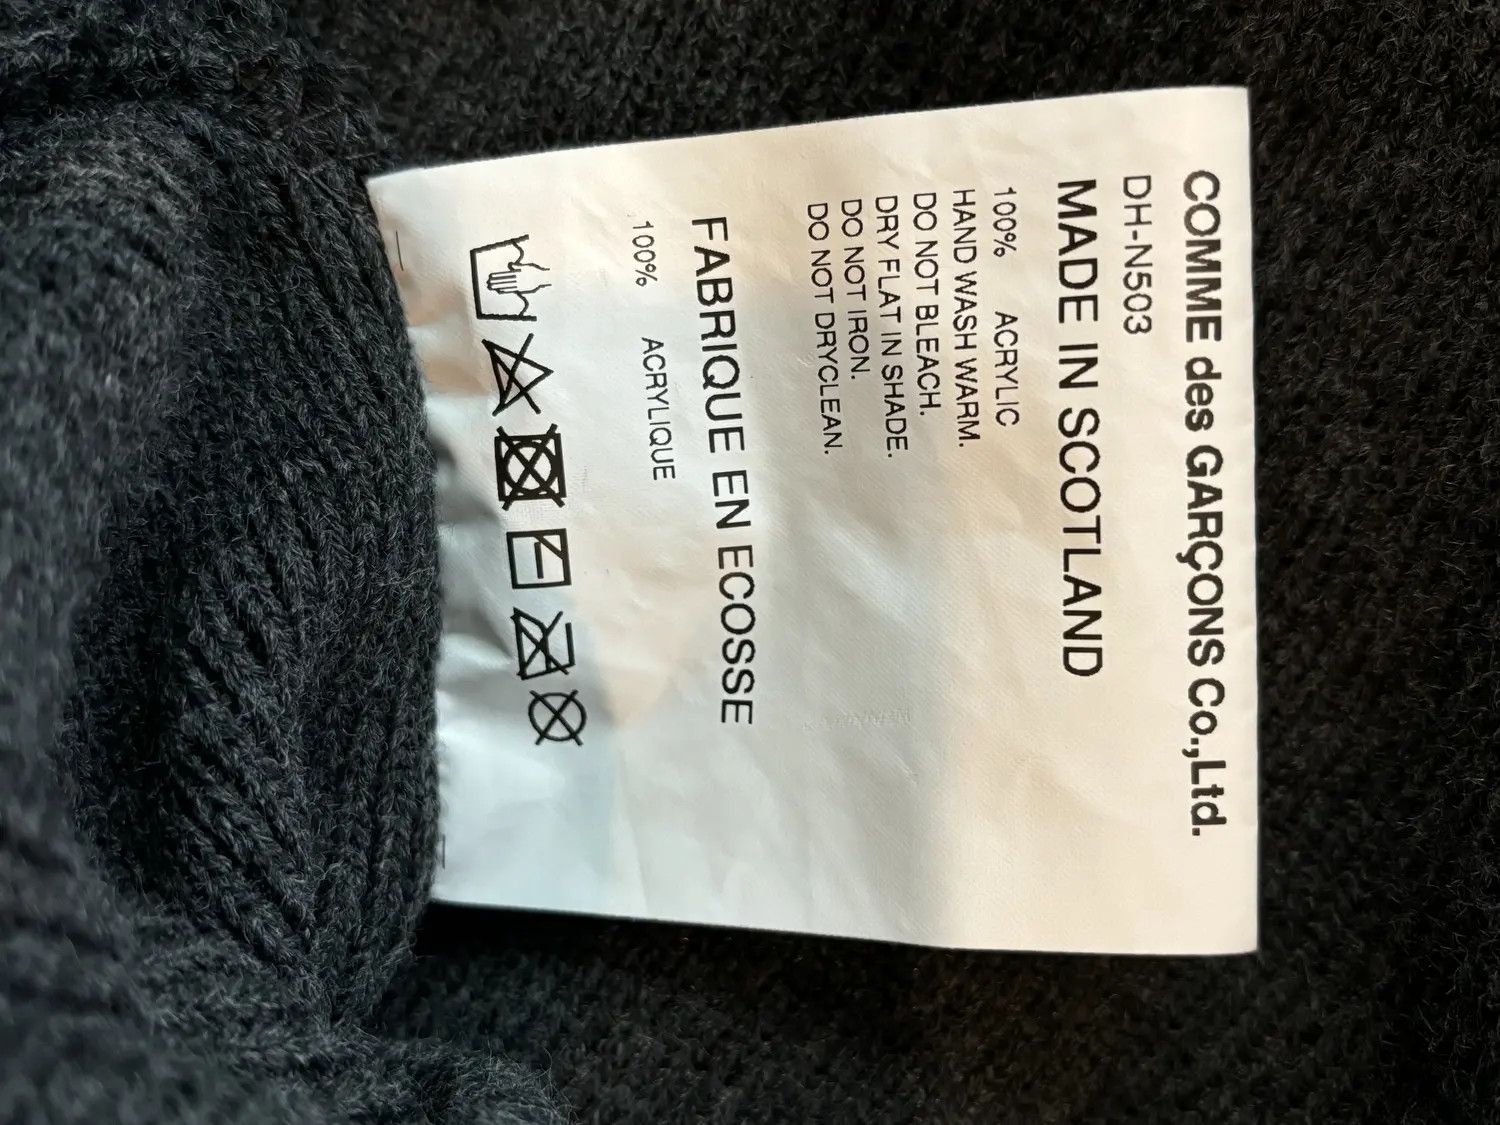 COMME des GARÇONS Co.,Ltd.
DH-N503
MADE IN SCOTLAND
100% ACRYLIC
HAND WASH WARM.
DO NOT BLEACH.
DRY FLAT IN SHADE.
DO NOT IRON.
DO NOT DRYCLEAN.
FABRIQUE EN ECOSSE
100% ACRYLIQUE